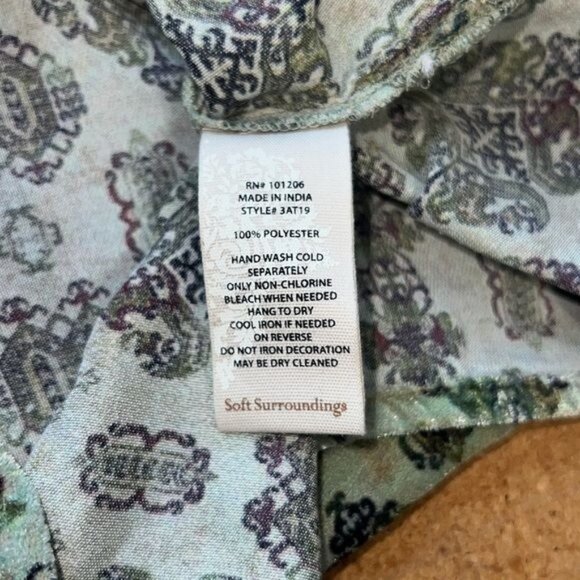 RN# 101206
MADE IN INDIA
STYLE# 3AT19
100% POLYESTER
HAND WASH COLD
SEPARATELY
ONLY NON-CHLORINE
BLEACH WHEN NEEDED
HANG TO DRY
COOL IRON IF NEEDED
ON REVERSE
DO NOT IRON DECORATION
MAY BE DRY CLEANED
Soft Surroundings